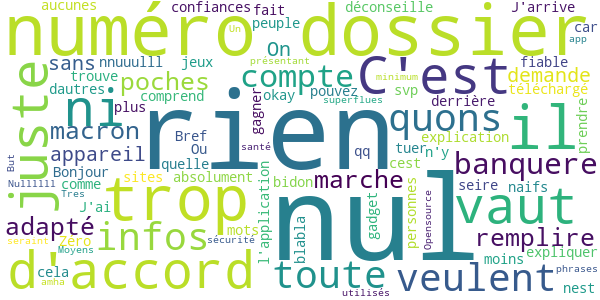 aucunes confiances fait déconseille J'arrive
numéro dossier
peuple Un car app
nnuuulll jeux On présentant C'est fiable
sans trouve poches compte minimum demande
dautres pouvez téléchargé
juste comprend okay svp derrière
plus gagner superflues prendre
ni macron rien quons il
Bref tuer explication
appareil Ou qq n'y
But Bonjour quelle santé cest banquere
Nullllll comme sites absolument marche seire naifs
Tres J'ai trop bidon nul vaut
adapté mots l'application gadget personnes Opensource remplire
Zéro infos blabla moins expliquer
seraint Moyens sécurité
d'accord toute veulent phrases
cela nest
amha utilisés